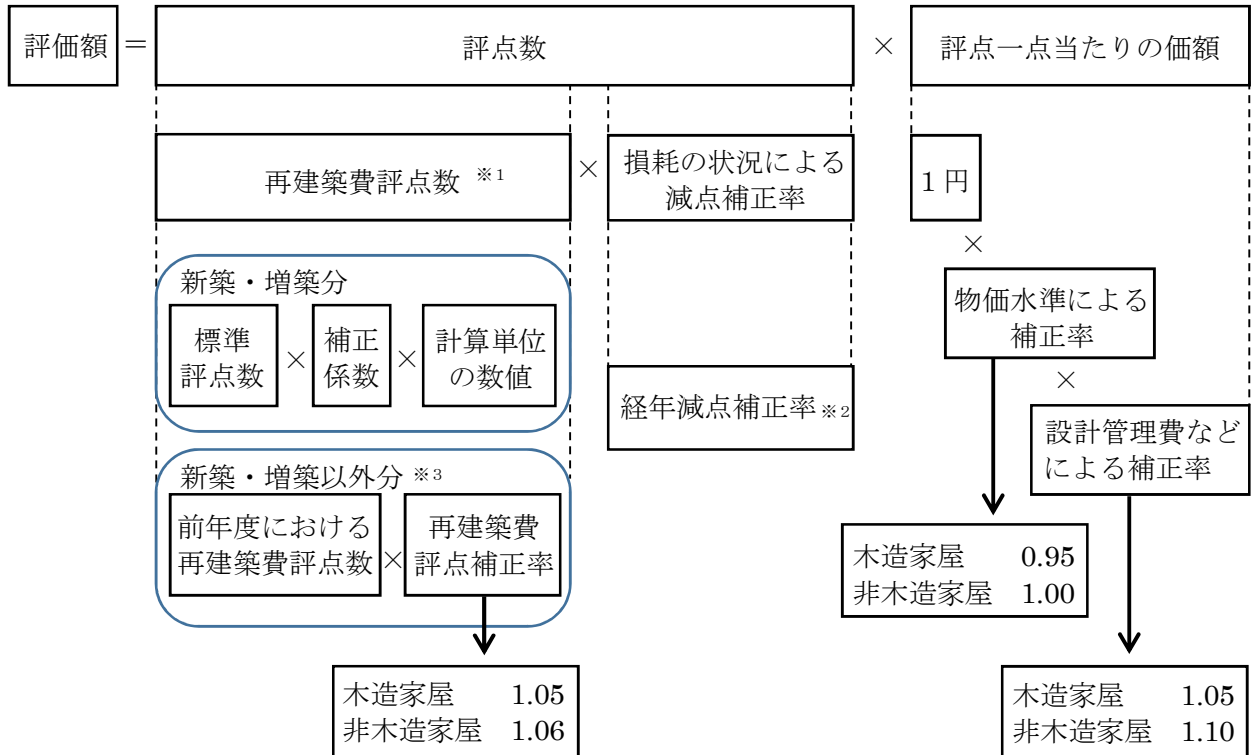 評価額 = 評点数 × 評点一点当たりの価額
再建築費評点数 ※1 × 損耗の状況による
減点補正率
1 円
×
新築・増築分
標準
評点数
×
補正
係数
×
計算単位
の数値
物価水準による
補正率
×
経年減点補正率※2
設計管理費など
による補正率
新築・増築以外分 ※3
前年度における
再建築費評点数
×
再建築費
評点補正率
木造家屋 0.95
非木造家屋 1.00
木造家屋 1.05
非木造家屋 1.06
木造家屋 1.05
非木造家屋 1.10